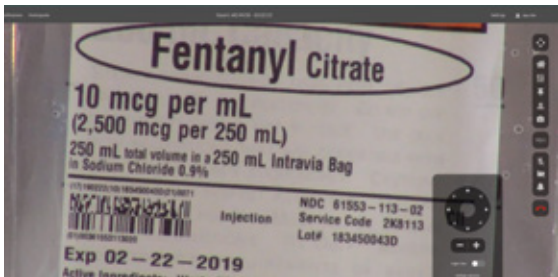 Fentanyl Citrate
10 mcg per mL
(2,500 mcg per 250 mL)
250 mL total volume in a 250 mL Intravia Bag
in Sodium Chloride 0.9%
NDC 61553-113-02
Injection
Service Code 2K8113
Lot# 183450043D
Exp 02-22-2019